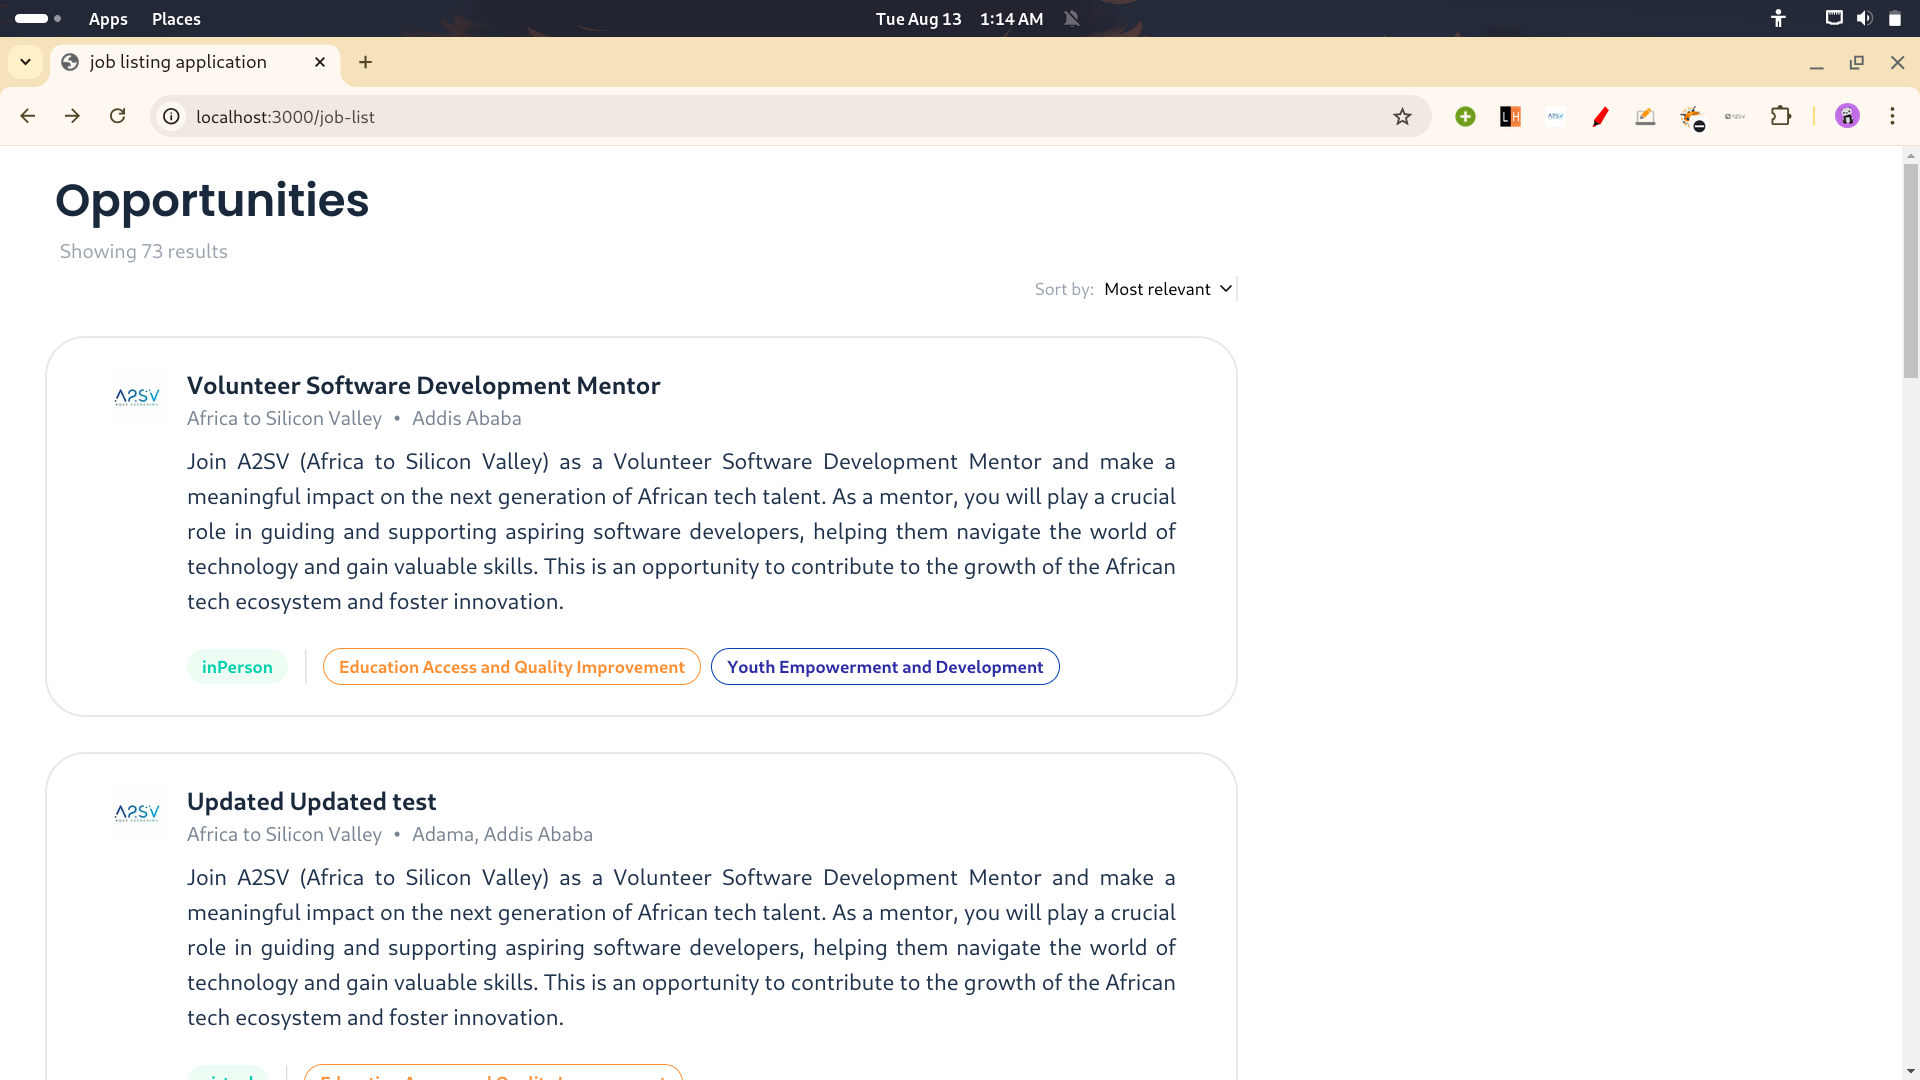 Apps Places Tue Aug 13 1:14 AM
job listing application
localhost:3000/job-list
Opportunities
Showing 73 results
Sort by: Most relevant
A2SV
Volunteer Software Development Mentor
Africa to Silicon Valley • Addis Ababa
Join A2SV (Africa to Silicon Valley) as a Volunteer Software Development Mentor and make a
meaningful impact on the next generation of African tech talent. As a mentor, you will play a crucial
role in guiding and supporting aspiring software developers, helping them navigate the world of
technology and gain valuable skills. This is an opportunity to contribute to the growth of the African
tech ecosystem and foster innovation.
inPerson Education Access and Quality Improvement Youth Empowerment and Development
A2SV
Updated Updated test
Africa to Silicon Valley • Adama, Addis Ababa
Join A2SV (Africa to Silicon Valley) as a Volunteer Software Development Mentor and make a
meaningful impact on the next generation of African tech talent. As a mentor, you will play a crucial
role in guiding and supporting aspiring software developers, helping them navigate the world of
technology and gain valuable skills. This is an opportunity to contribute to the growth of the African
tech ecosystem and foster innovation.